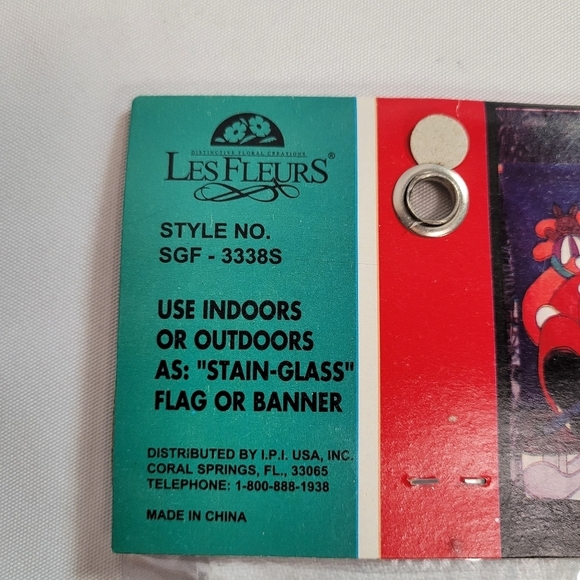 DISTINCTIVE FLORAL CREATIONS
LES FLEURS®
STYLE NO.
SGF - 3338S
USE INDOORS
OR OUTDOORS
AS: "STAIN-GLASS"
FLAG OR BANNER
DISTRIBUTED BY I.P.I. USA, INC.
CORAL SPRINGS, FL., 33065
TELEPHONE: 1-800-888-1938
MADE IN CHINA